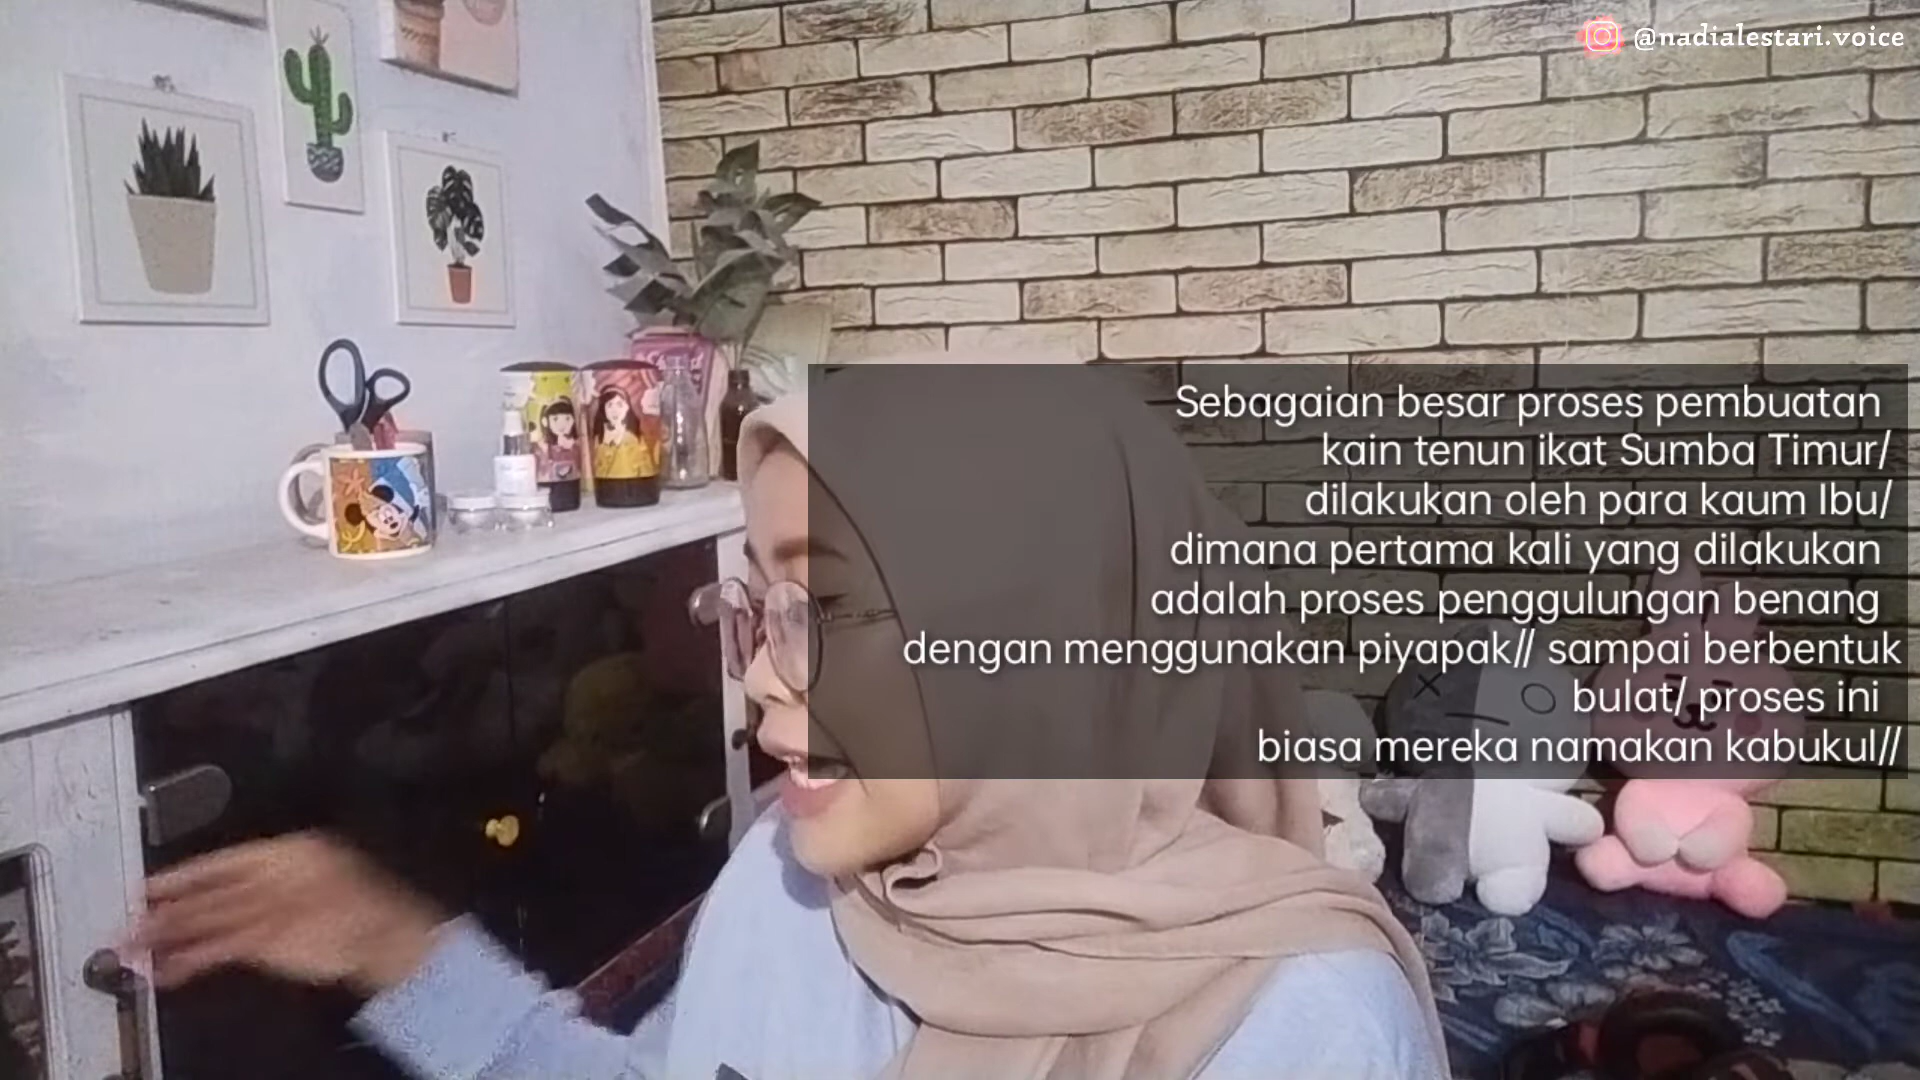 @nadialestari.voice
Sebagaian besar proses pembuatan
kain tenun ikat Sumba Timur/
dilakukan oleh para kaum Ibu/
dimana pertama kali yang dilakukan
adalah proses penggulungan benang
dengan menggunakan piyapak// sampai berbentuk
bulat/ proses ini
biasa mereka namakan kabukul//